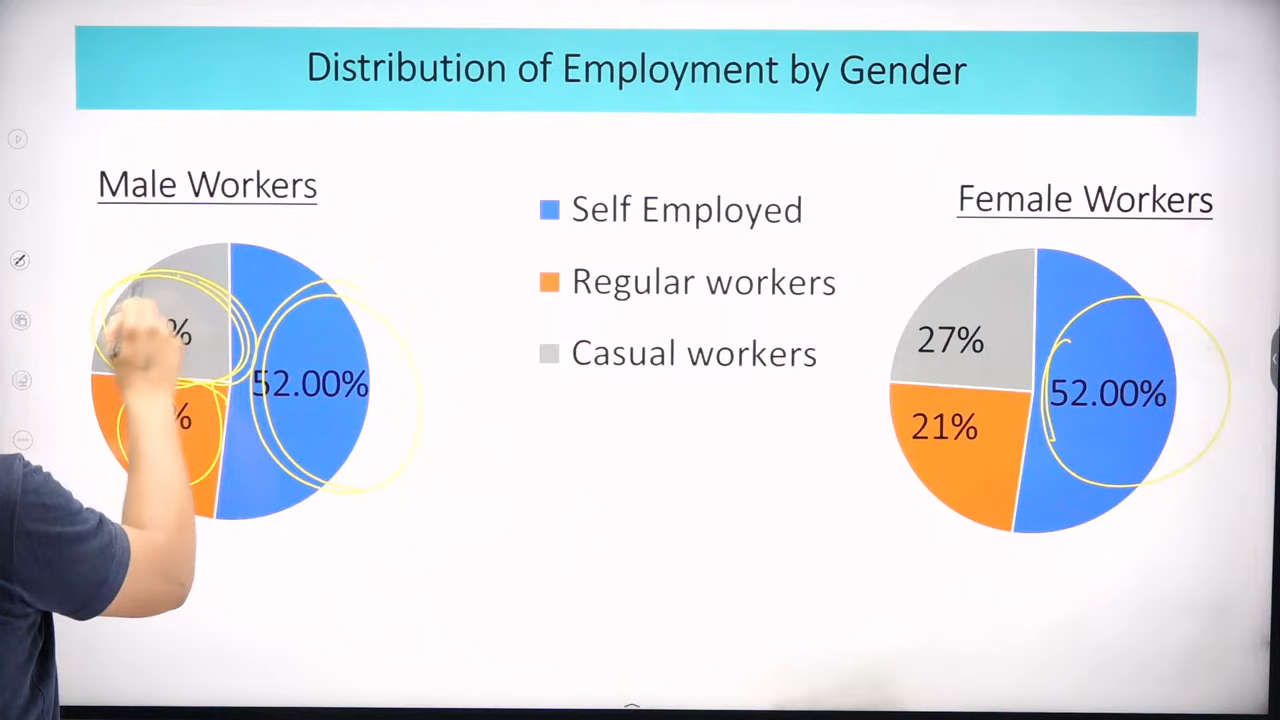 Distribution of Employment by Gender
Male Workers
52.00%
Self Employed
Regular workers
Casual workers
Female Workers
27%
52.00%
21%